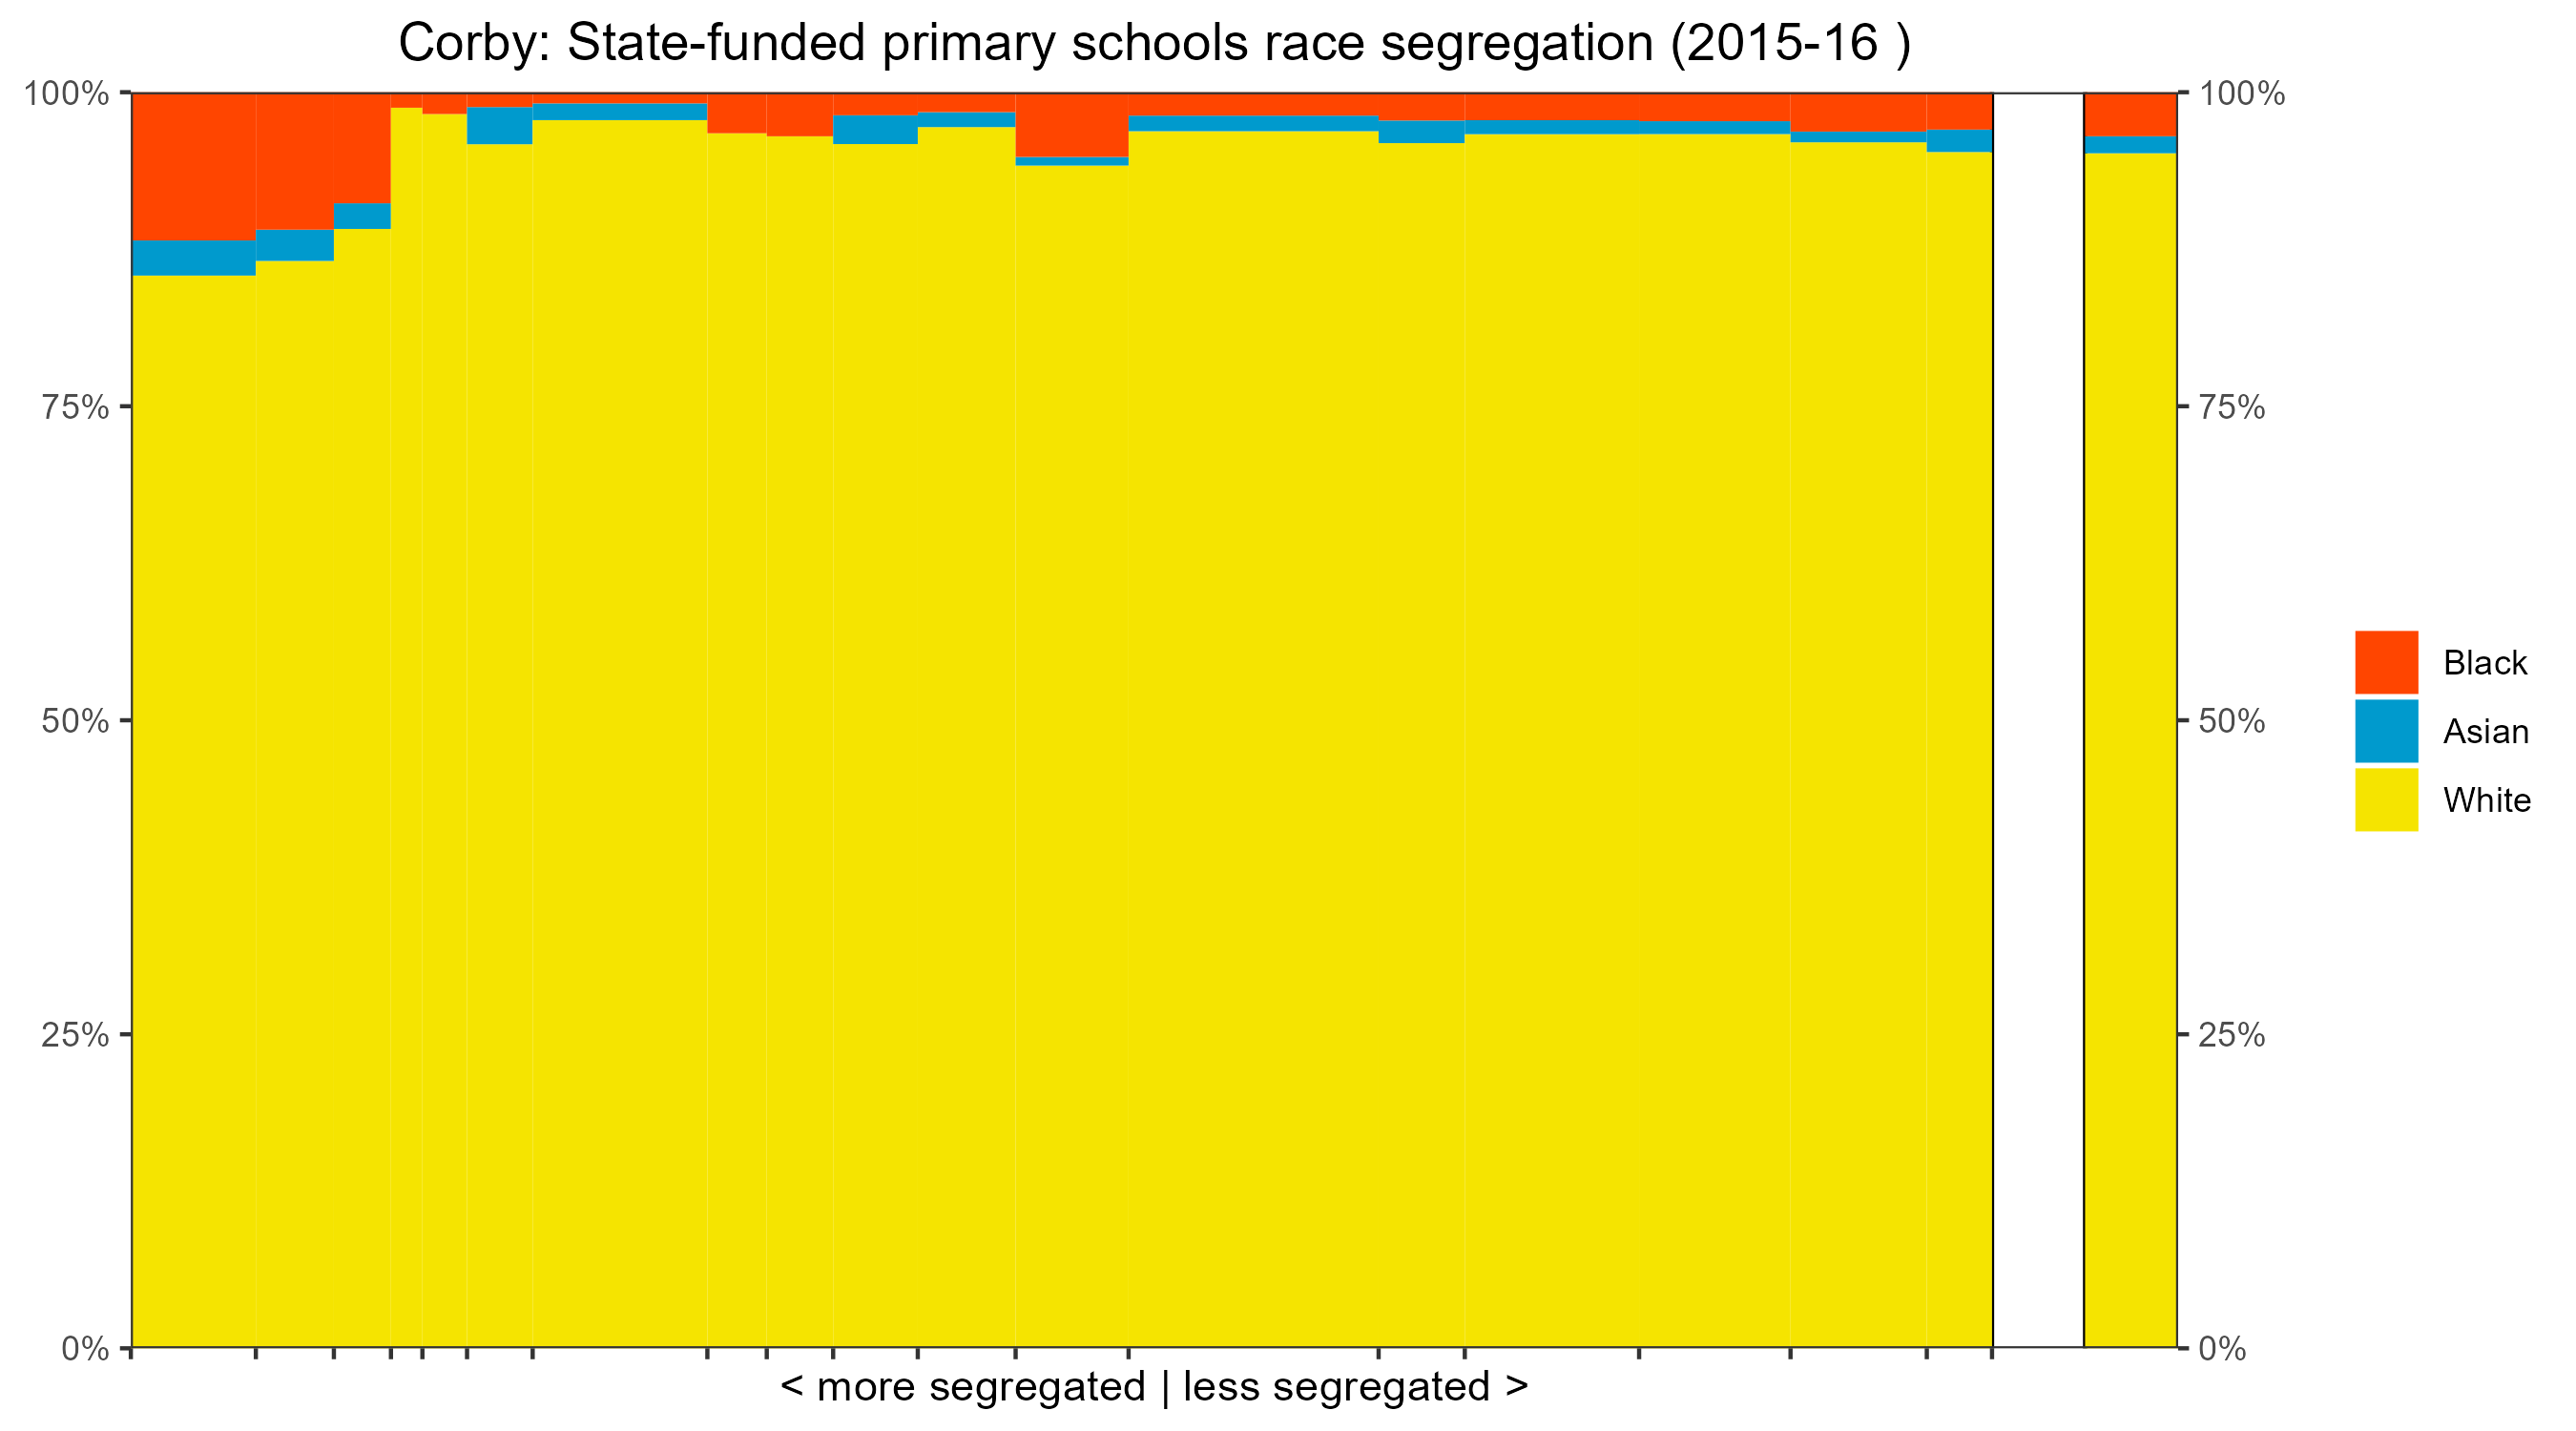 Corby: State-funded primary schools race segregation (2015-16 )
100%
75%
50%
25%
0%
100%
75%
50%
25%
0%
Black
Asian
White
< more segregated | less segregated >